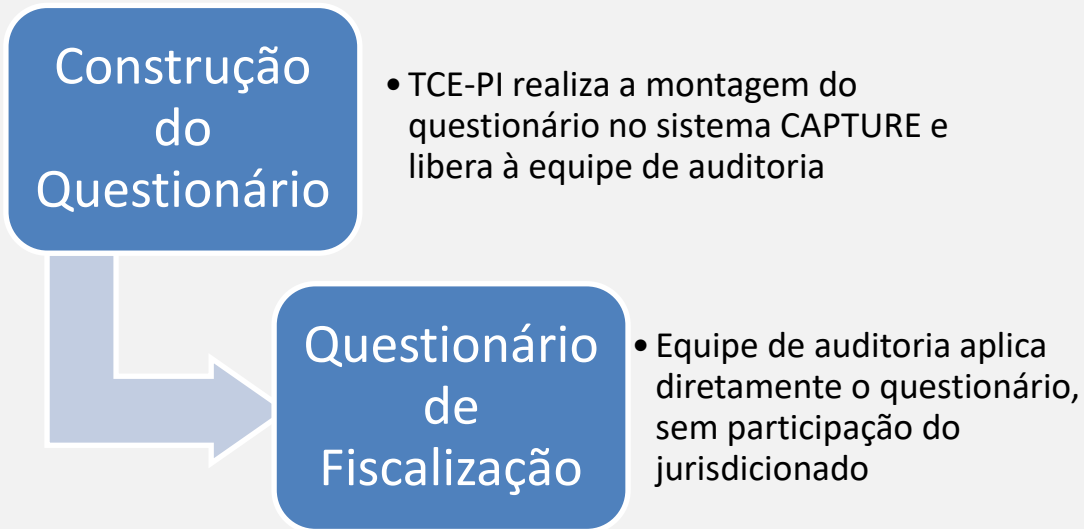 Construção
do
Questionário
• TCE-PI realiza a montagem do
questionário no sistema CAPTURE e
libera à equipe de auditoria
Questionário
de
Fiscalização
• Equipe de auditoria aplica
diretamente o questionário,
sem participação do
jurisdicionado